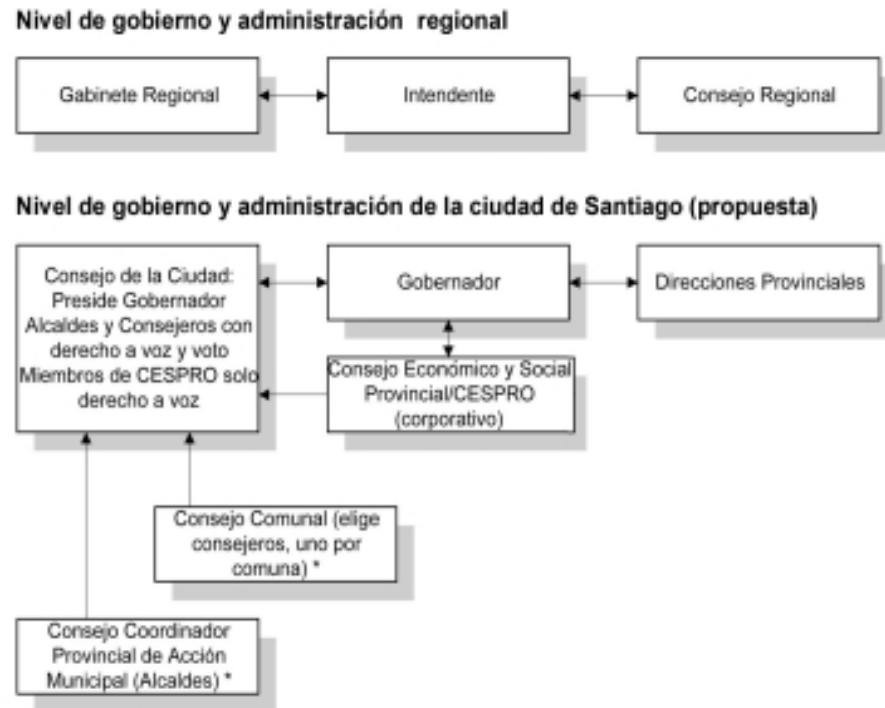 Nivel de gobierno y administración regional
Gabinete Regional
Intendente
Consejo Regional
Nivel de gobierno y administración de la ciudad de Santiago (propuesta)
Consejo de la Ciudad:
Preside Gobernador
Alcaldes y Consejeros con
derecho a voz y voto
Miembros de CESPRO solo
derecho a voz
Gobernador
Direcciones Provinciales
Consejo Económico y Social
Provincial/CESPRO
(corporativo)
Consejo Comunal (elige
consejeros, uno por
comuna) *
Consejo Coordinador
Provincial de Acción
Municipal (Alcaldes) *